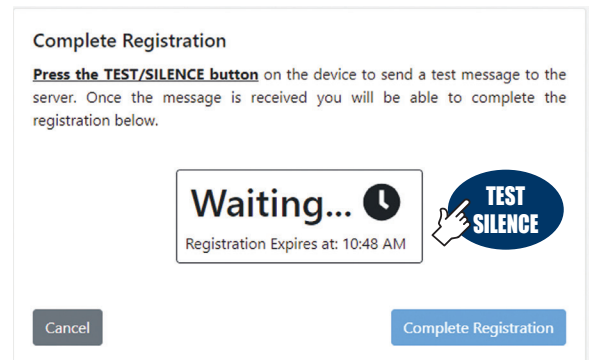 Complete Registration
Press the TEST/SILENCE button on the device to send a test message to the
server. Once the message is received you will be able to complete the
registration below.
Waiting...
Registration Expires at: 10:48 AM
TEST
SILENCE
Cancel
Complete Registration